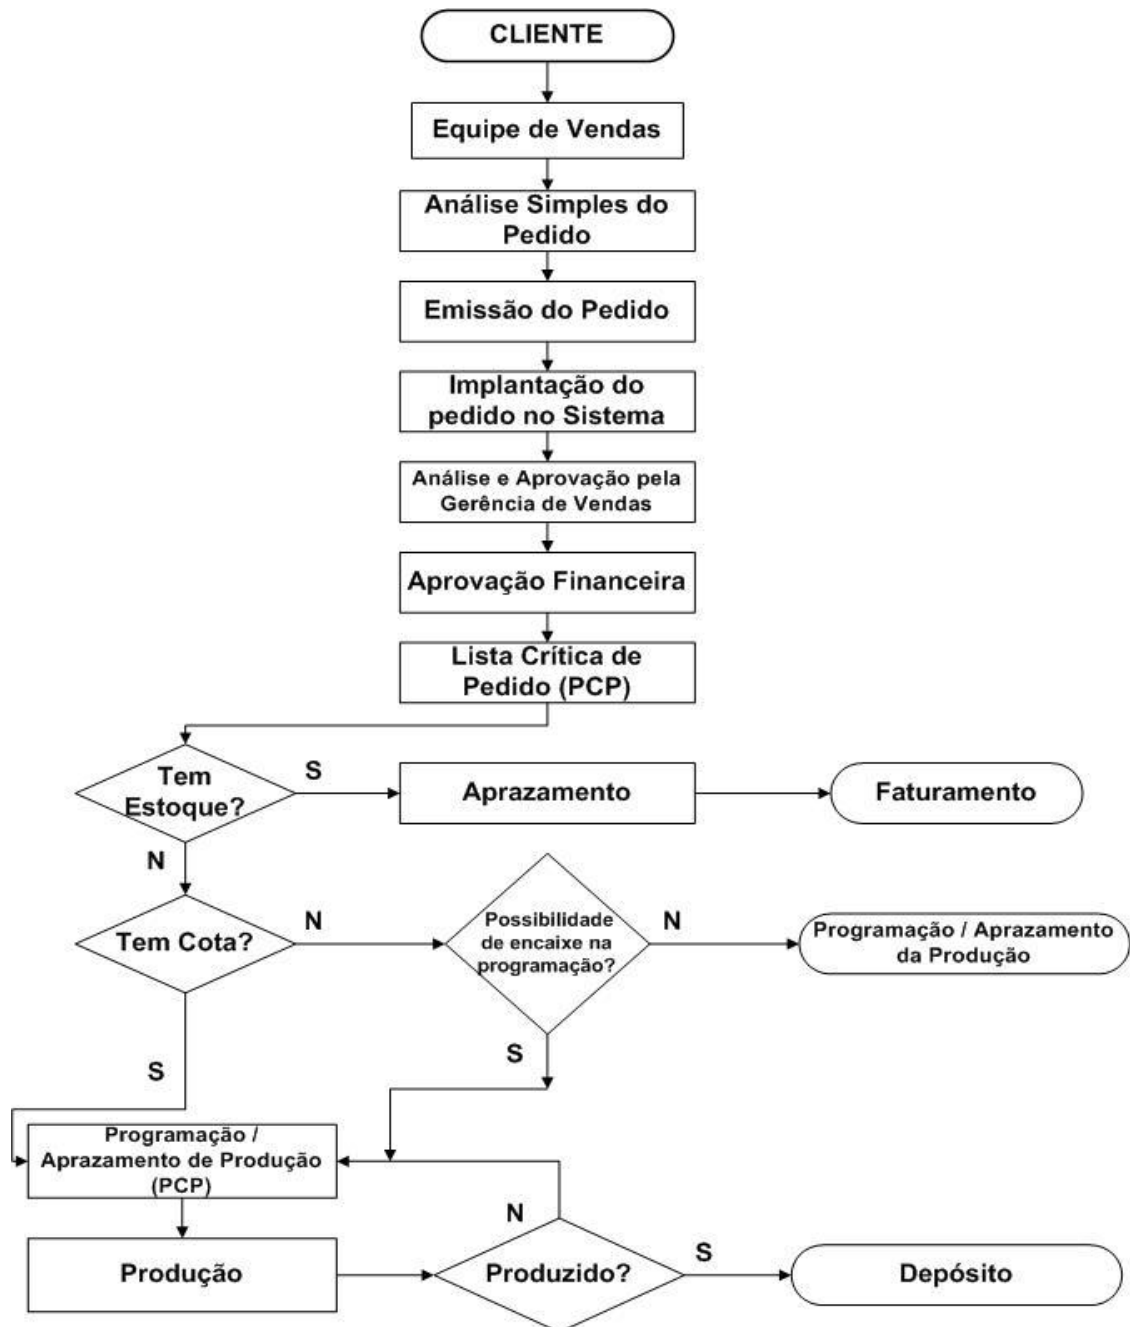 CLIENTE
Equipe de Vendas
Análise Simples do
Pedido
Emissão do Pedido
Implantação do
pedido no Sistema
Análise e Aprovação pela
Gerência de Vendas
Aprovação Financeira
Lista Crítica de
Pedido (PCP)
Tem
Estoque?
S
Aprazamento
Faturamento
N
Tem Cota?
N
Possibilidade
de encaixe na
programação?
N
Programação / Aprazamento
da Produção
S
S
Programação /
Aprazamento de Produção
(PCP)
N
Produção
Produzido?
S
Depósito